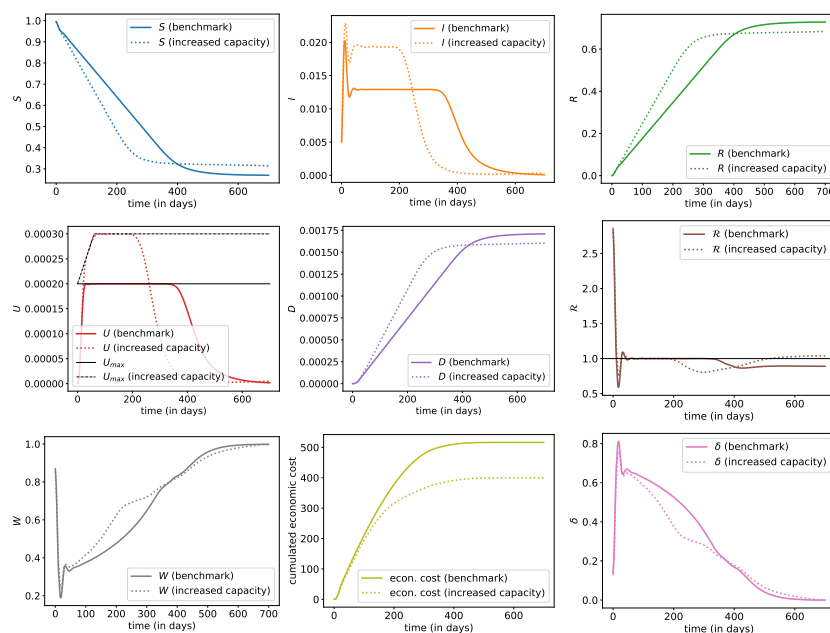 1.0
0.9
0.8
0.7
0.6
0.5
0.4
0.3
S
S (benchmark)
S (increased capacity)
0 200 400 600
time (in days)
0.020
0.015
0.010
0.005
0.000
I
I (benchmark)
I (increased capacity)
0 200 400 600
time (in days)
0.6
0.4
0.2
0.0
R
R (benchmark)
R (increased capacity)
0 100 200 300 400 500 600 700
time (in days)
0.00030
0.00025
0.00020
0.00015
0.00010
0.00005
0.00000
U
U (benchmark)
U (increased capacity)
Umax
Umax (increased capacity)
0 200 400 600
time (in days)
0.00175
0.00150
0.00125
0.00100
0.00075
0.00050
0.00025
0.00000
D
D (benchmark)
D (increased capacity)
0 200 400 600
time (in days)
2.5
2.0
1.5
1.0
0.5
ℛ
ℛ (benchmark)
ℛ (increased capacity)
0 200 400 600
time (in days)
1.0
0.8
0.6
0.4
0.2
W
W (benchmark)
W (increased capacity)
0 100 200 300 400 500 600 700
time (in days)
500
400
300
200
100
0
cumulated economic cost
econ. cost (benchmark)
econ. cost (increased capacity)
0 200 400 600
time (in days)
0.8
0.6
0.4
0.2
0.0
δ
δ (benchmark)
δ (increased capacity)
0 200 400 600
time (in days)